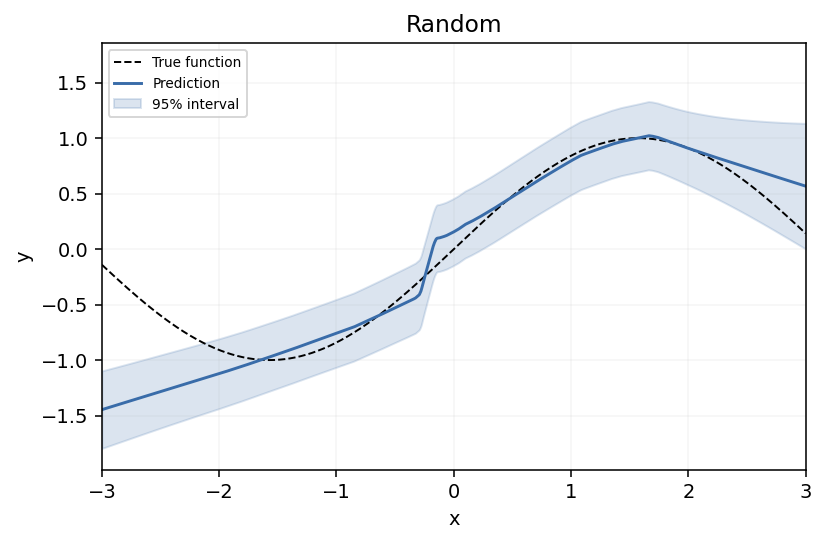 Random
True function
Prediction
95% interval
1.5
1.0
0.5
0.0
−0.5
−1.0
−1.5
y
−3 −2 −1 0 1 2 3
x